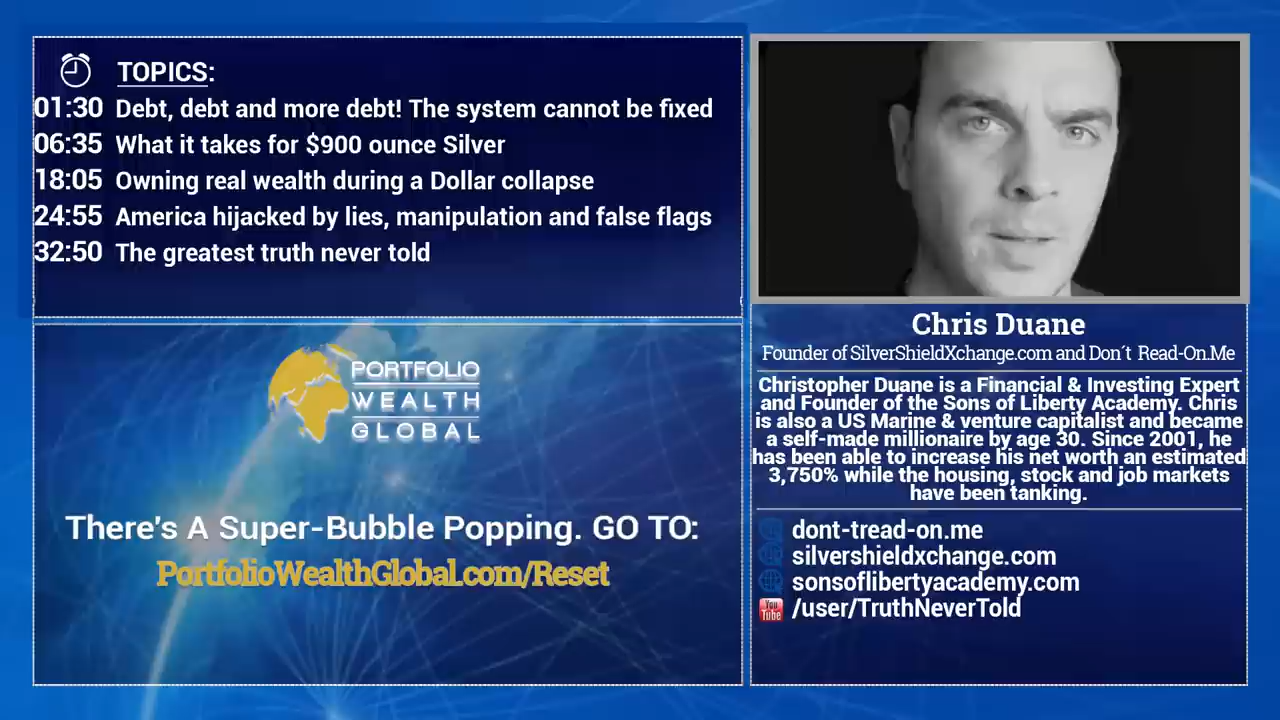 TOPICS:
01:30 Debt, debt and more debt! The system cannot be fixed
06:35 What it takes for $900 ounce Silver
18:05 Owning real wealth during a Dollar collapse
24:55 America hijacked by lies, manipulation and false flags
32:50 The greatest truth never told
PORTFOLIO
WEALTH
GLOBAL
There's A Super-Bubble Popping. GO TO:
PortfolioWealthGlobal.com/Reset
Chris Duane
Founder of SilverShieldXchange.com and Don´t Read-On.Me
Christopher Duane is a Financial & Investing Expert
and Founder of the Sons of Liberty Academy. Chris
is also a US Marine & venture capitalist and became
a self-made millionaire by age 30. Since 2001, he
has been able to increase his net worth an estimated
3,750% while the housing, stock and job markets
have been tanking.
dont-tread-on.me
silvershieldxchange.com
sonsoflibertyacademy.com
You
Tube
/user/TruthNeverTold